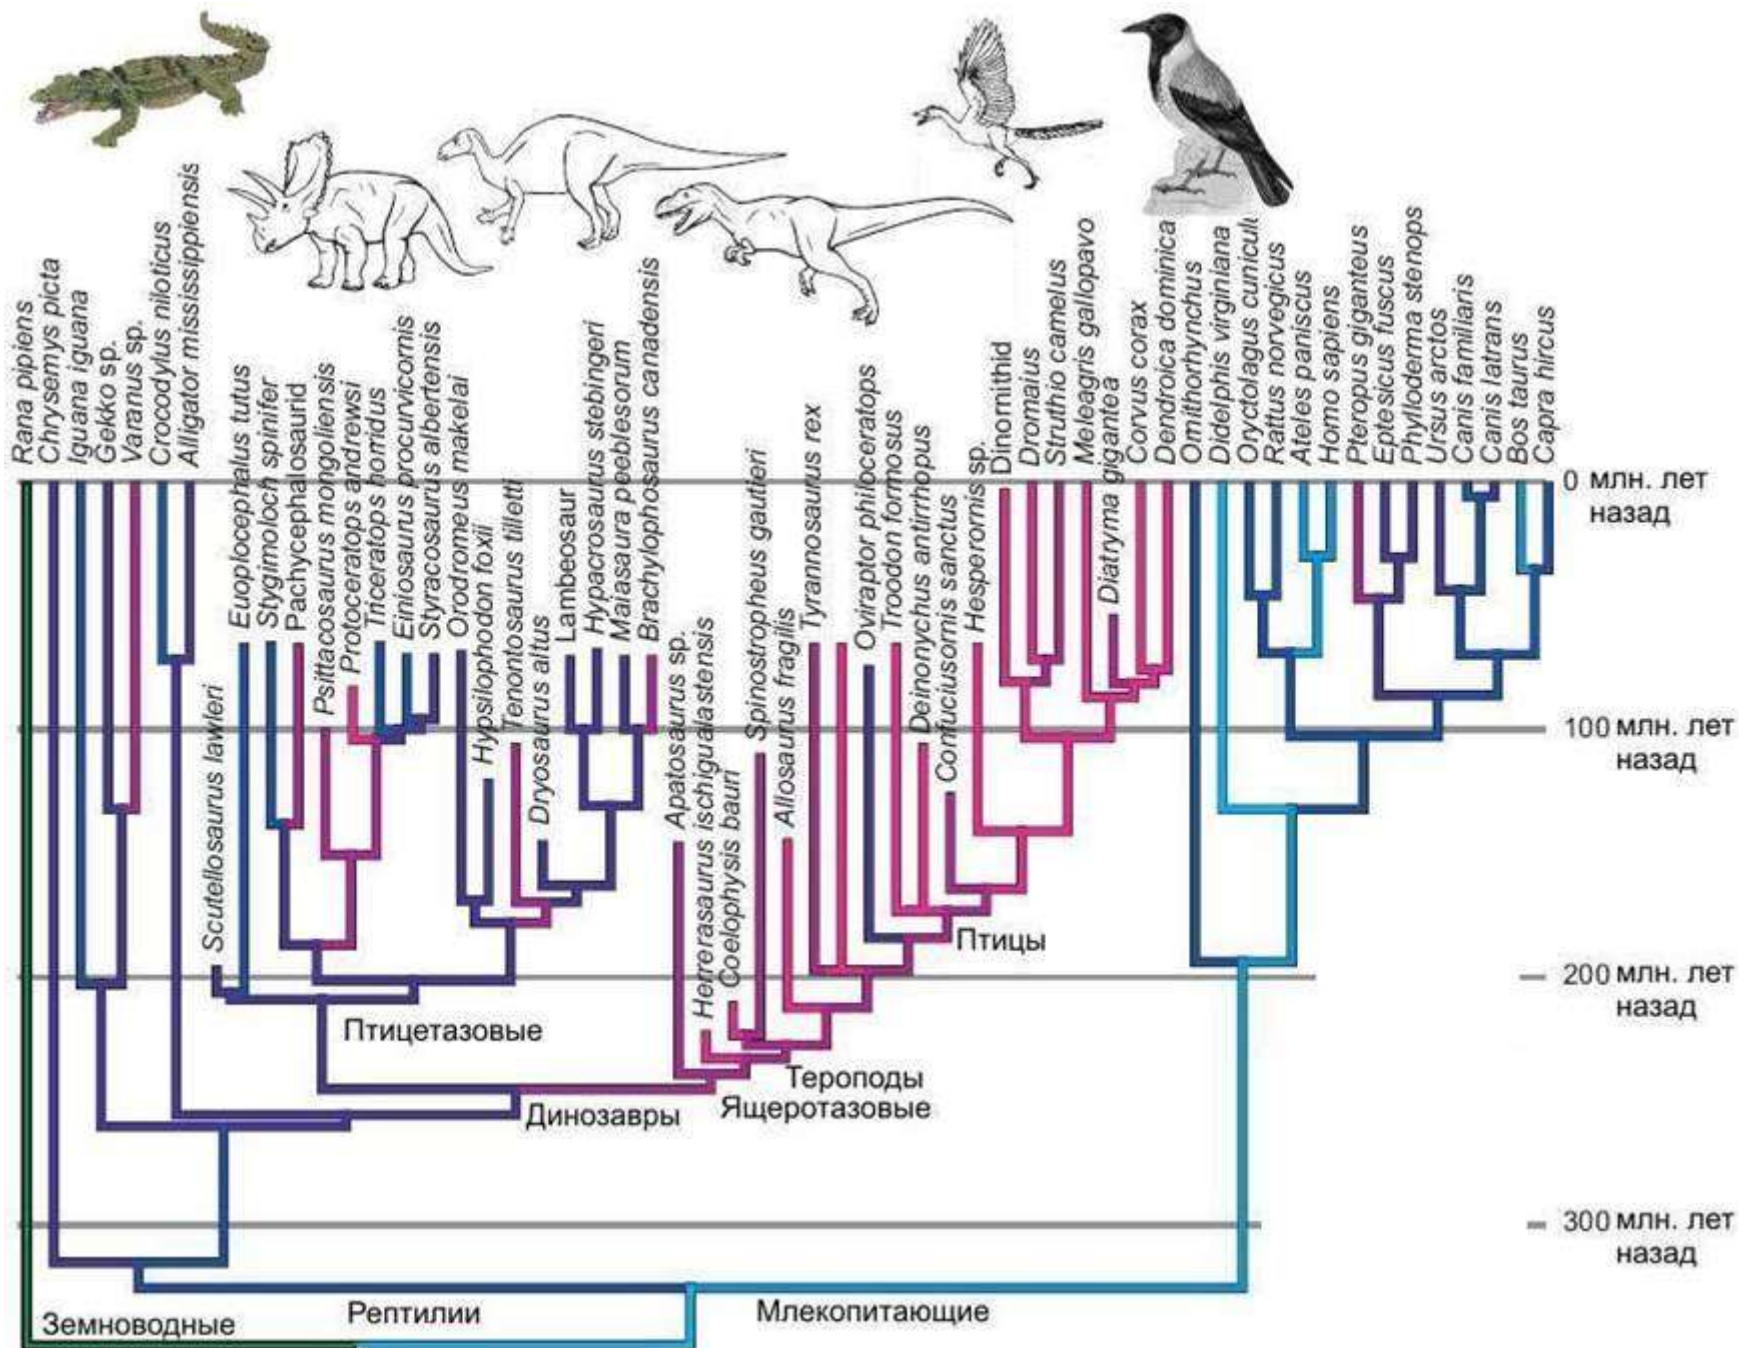 Rana pipiens
Chrysemys picta
Iguana iguana
Gekko sp.
Varanus sp.
Crocodylus niloticus
Alligator mississippiensis
Scutellosaurus lawleri
Euoplocephalus tutus
Stygimoloch spinifer
Pachycephalosaurid
Psittacosaurus mongoliensis
Protoceratops andrewsi
Triceratops horridus
Einiosaurus procurvicornis
Styracosaurus albertensis
Orodromeus makelai
Hypsilophodon foxii
Tenontosaurus tilletti
Dryosaurus altus
Lambeosaur
Hypacrosaurus stebingeri
Maiasaura peeblesorum
Brachylophosaurus canadensis
Apatosaurus sp.
Herrerasaurus ischigualastensis
Coelophysis bauri
Spinostropheus gautieri
Allosaurus fragilis
Tyrannosaurus rex
Oviraptor philoceratops
Troodon formosus
Deinonychus antirrhopus
Confuciusornis sanctus
Hesperornis sp.
Dinornithid
Dromaius
Struthio camelus
Meleagris gallopavo
Diatryma gigantea
Corvus corax
Dendroica dominica
Ornithorhynchus
Didelphis virginiana
Oryctolagus cuniculu
Rattus norvegicus
Ateles paniscus
Homo sapiens
Pteropus giganteus
Eptesicus fuscus
Phylloderma stenops
Ursus arctos
Canis familiaris
Canis latrans
Bos taurus
Capra hircus
0 млн. лет
назад
100 млн. лет
назад
200 млн. лет
назад
300 млн. лет
назад
Птицы
Птицетазовые
Тероподы
Ящеротазовые
Динозавры
Рептилии
Млекопитающие
Земноводные